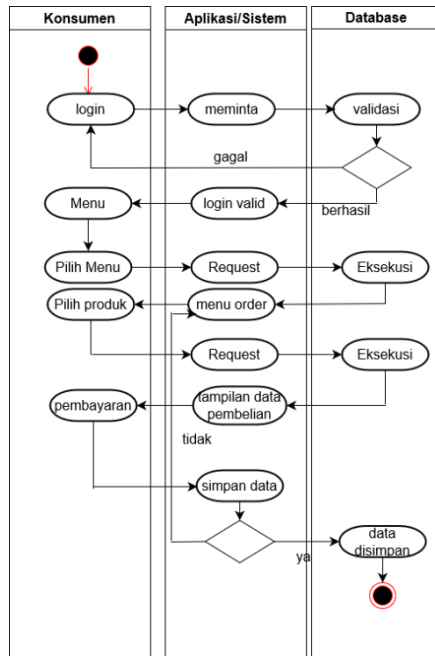 Konsumen
Aplikasi/Sistem
Database
login
meminta
validasi
gagal
Menu
login valid
berhasil
Pilih Menu
Request
Eksekusi
Pilih produk
menu order
Request
Eksekusi
pembayaran
tampilan data
pembelian
tidak
simpan data
ya
data
disimpan